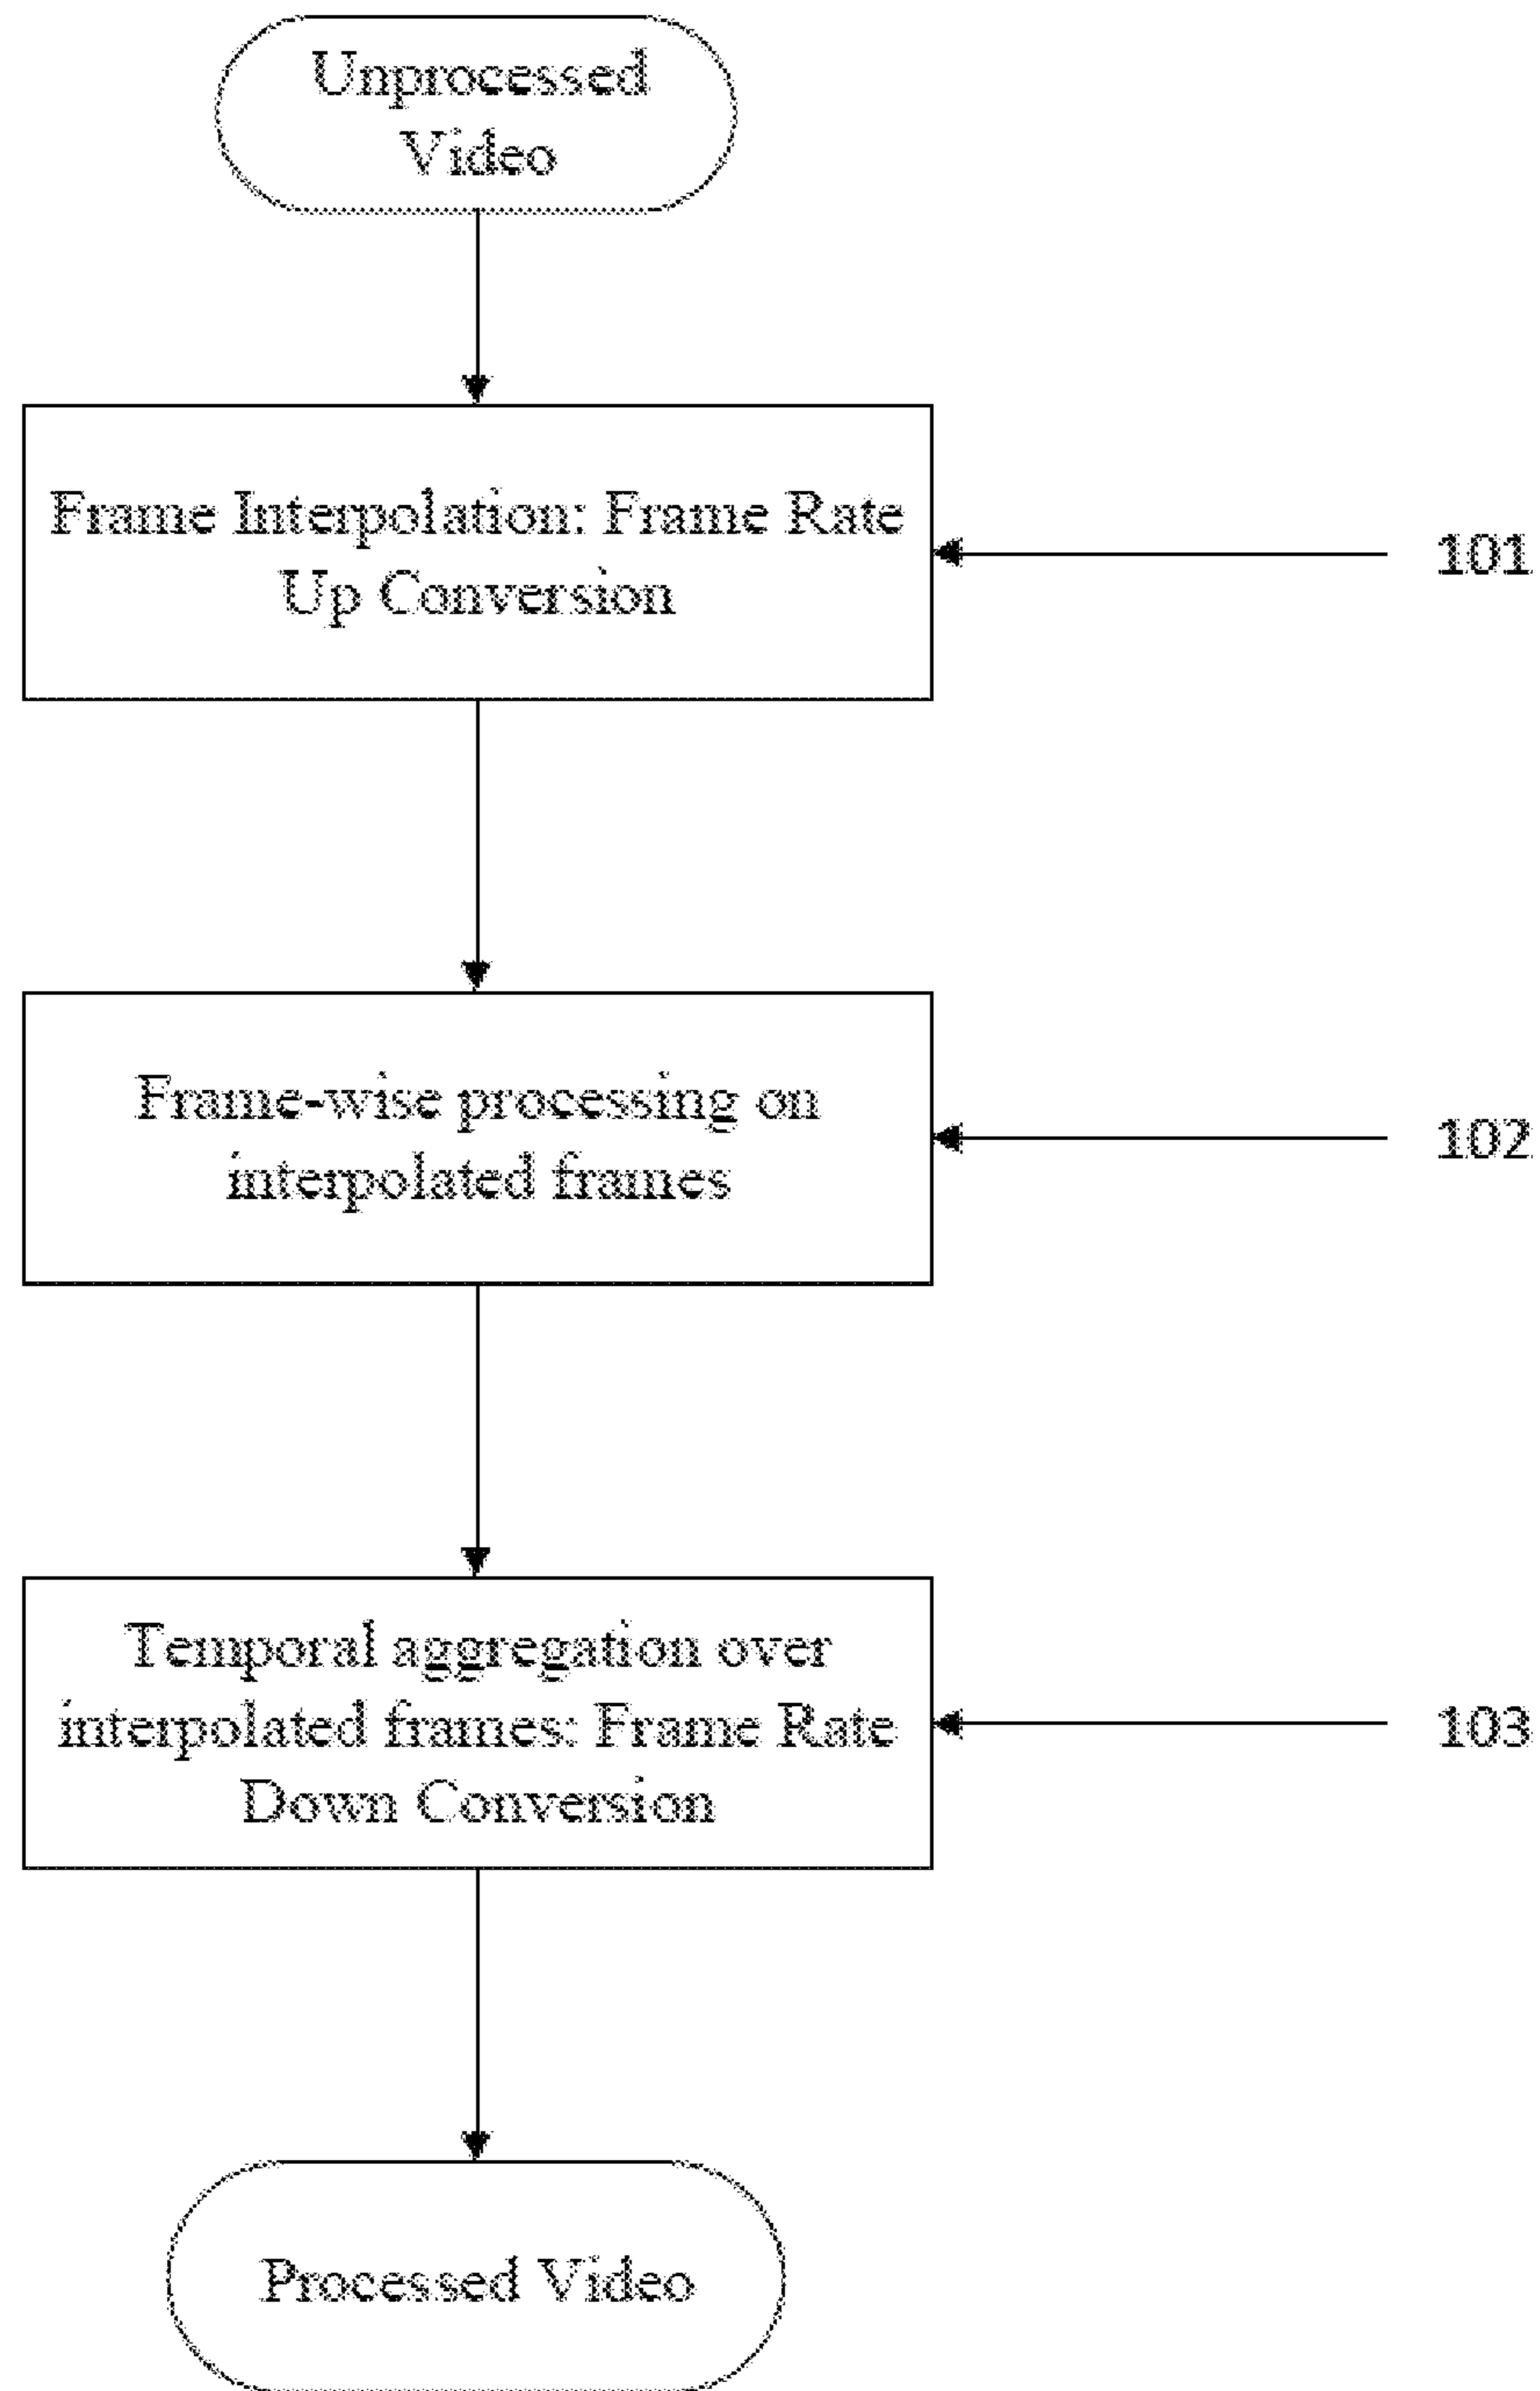 Unprocessed
Video
Frame Interpolation: Frame Rate
Up Conversion
101
Frame-wise processing on
interpolated frames
102
Temporal aggregation over
interpolated frames: Frame Rate
Down Conversion
103
Processed Video